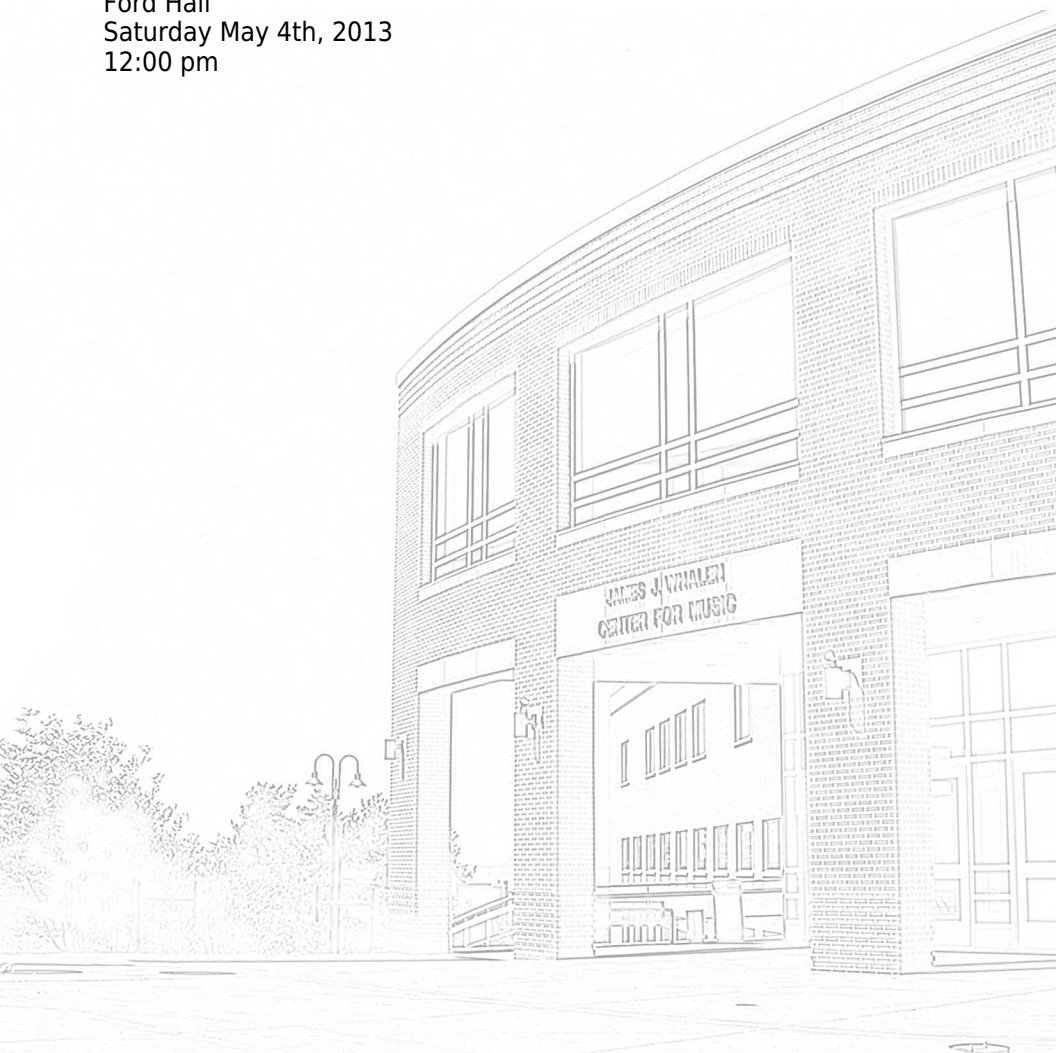 Ford Hall
Saturday May 4th, 2013
12:00 pm
JAMES J. WHALEN
CENTER FOR MUSIC